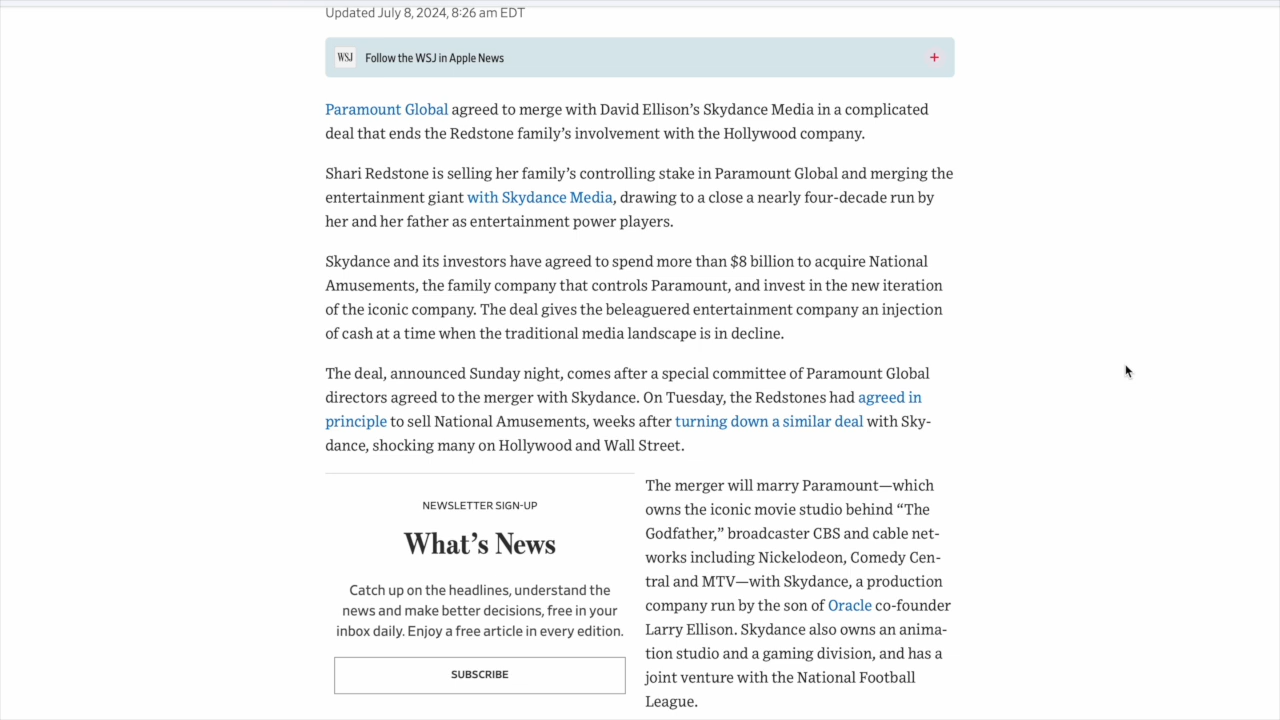 Updated July 8, 2024, 8:26 am EDT
WSJ
Follow the WSJ in Apple News
+
Paramount Global agreed to merge with David Ellison’s Skydance Media in a complicated
deal that ends the Redstone family’s involvement with the Hollywood company.
Shari Redstone is selling her family’s controlling stake in Paramount Global and merging the
entertainment giant with Skydance Media, drawing to a close a nearly four-decade run by
her and her father as entertainment power players.
Skydance and its investors have agreed to spend more than $8 billion to acquire National
Amusements, the family company that controls Paramount, and invest in the new iteration
of the iconic company. The deal gives the beleaguered entertainment company an injection
of cash at a time when the traditional media landscape is in decline.
The deal, announced Sunday night, comes after a special committee of Paramount Global
directors agreed to the merger with Skydance. On Tuesday, the Redstones had agreed in
principle to sell National Amusements, weeks after turning down a similar deal with Sky-
dance, shocking many on Hollywood and Wall Street.
NEWSLETTER SIGN-UP
What’s News
Catch up on the headlines, understand the
news and make better decisions, free in your
inbox daily. Enjoy a free article in every edition.
SUBSCRIBE
The merger will marry Paramount—which
owns the iconic movie studio behind “The
Godfather,” broadcaster CBS and cable net-
works including Nickelodeon, Comedy Cen-
tral and MTV—with Skydance, a production
company run by the son of Oracle co-founder
Larry Ellison. Skydance also owns an anima-
tion studio and a gaming division, and has a
joint venture with the National Football
League.